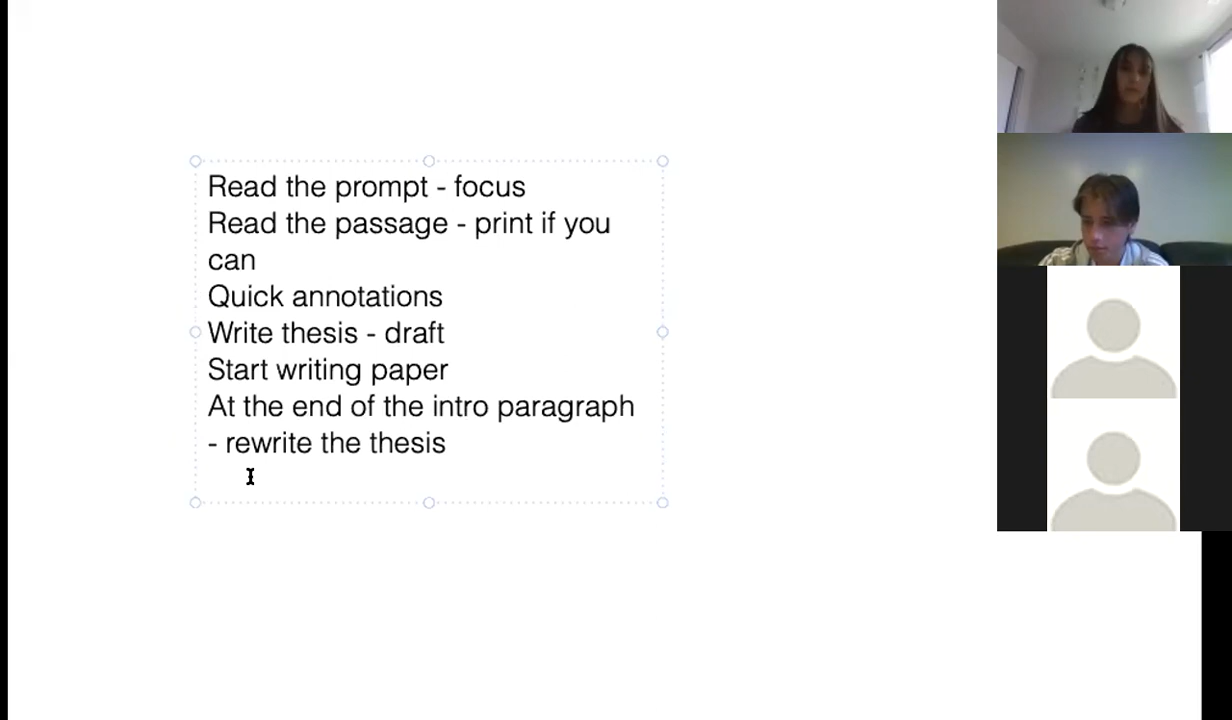 Read the prompt - focus
Read the passage - print if you
can
Quick annotations
Write thesis - draft
Start writing paper
At the end of the intro paragraph
- rewrite the thesis